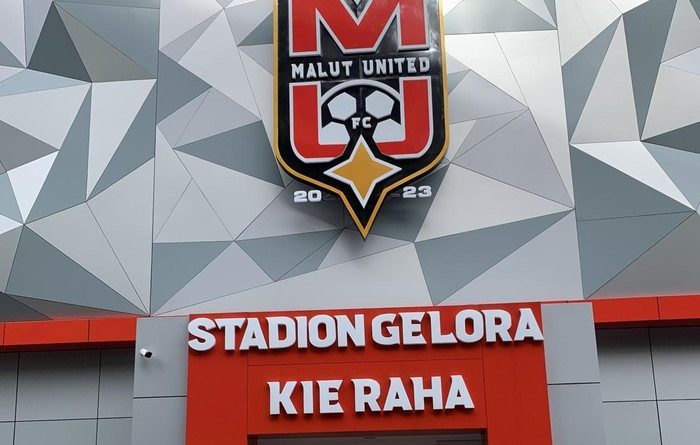 M
MALUT UNITED
U
FC
20 23
STADION GELORA
KIE RAHA